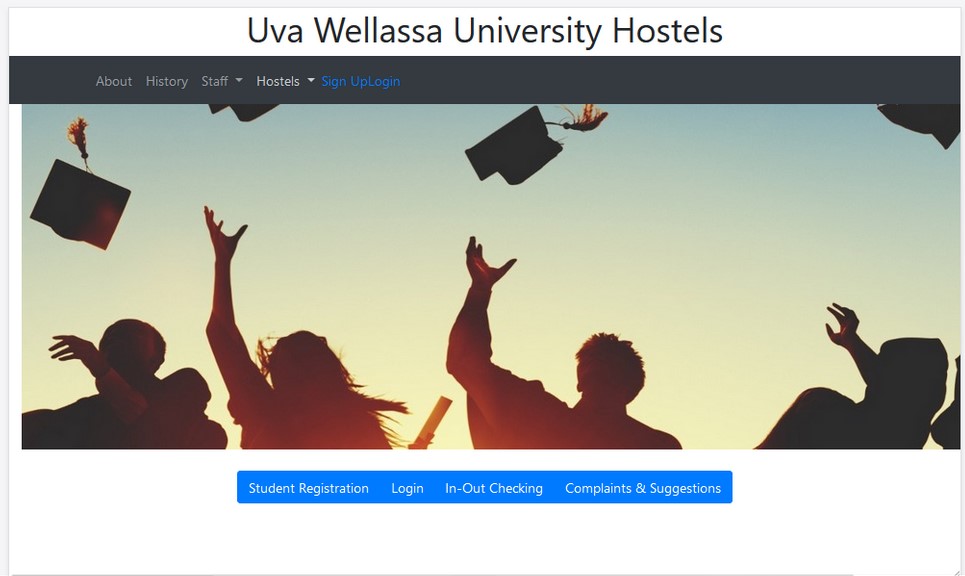 Uva Wellassa University Hostels
About History Staff Hostels Sign UpLogin
Student Registration Login In-Out Checking Complaints & Suggestions